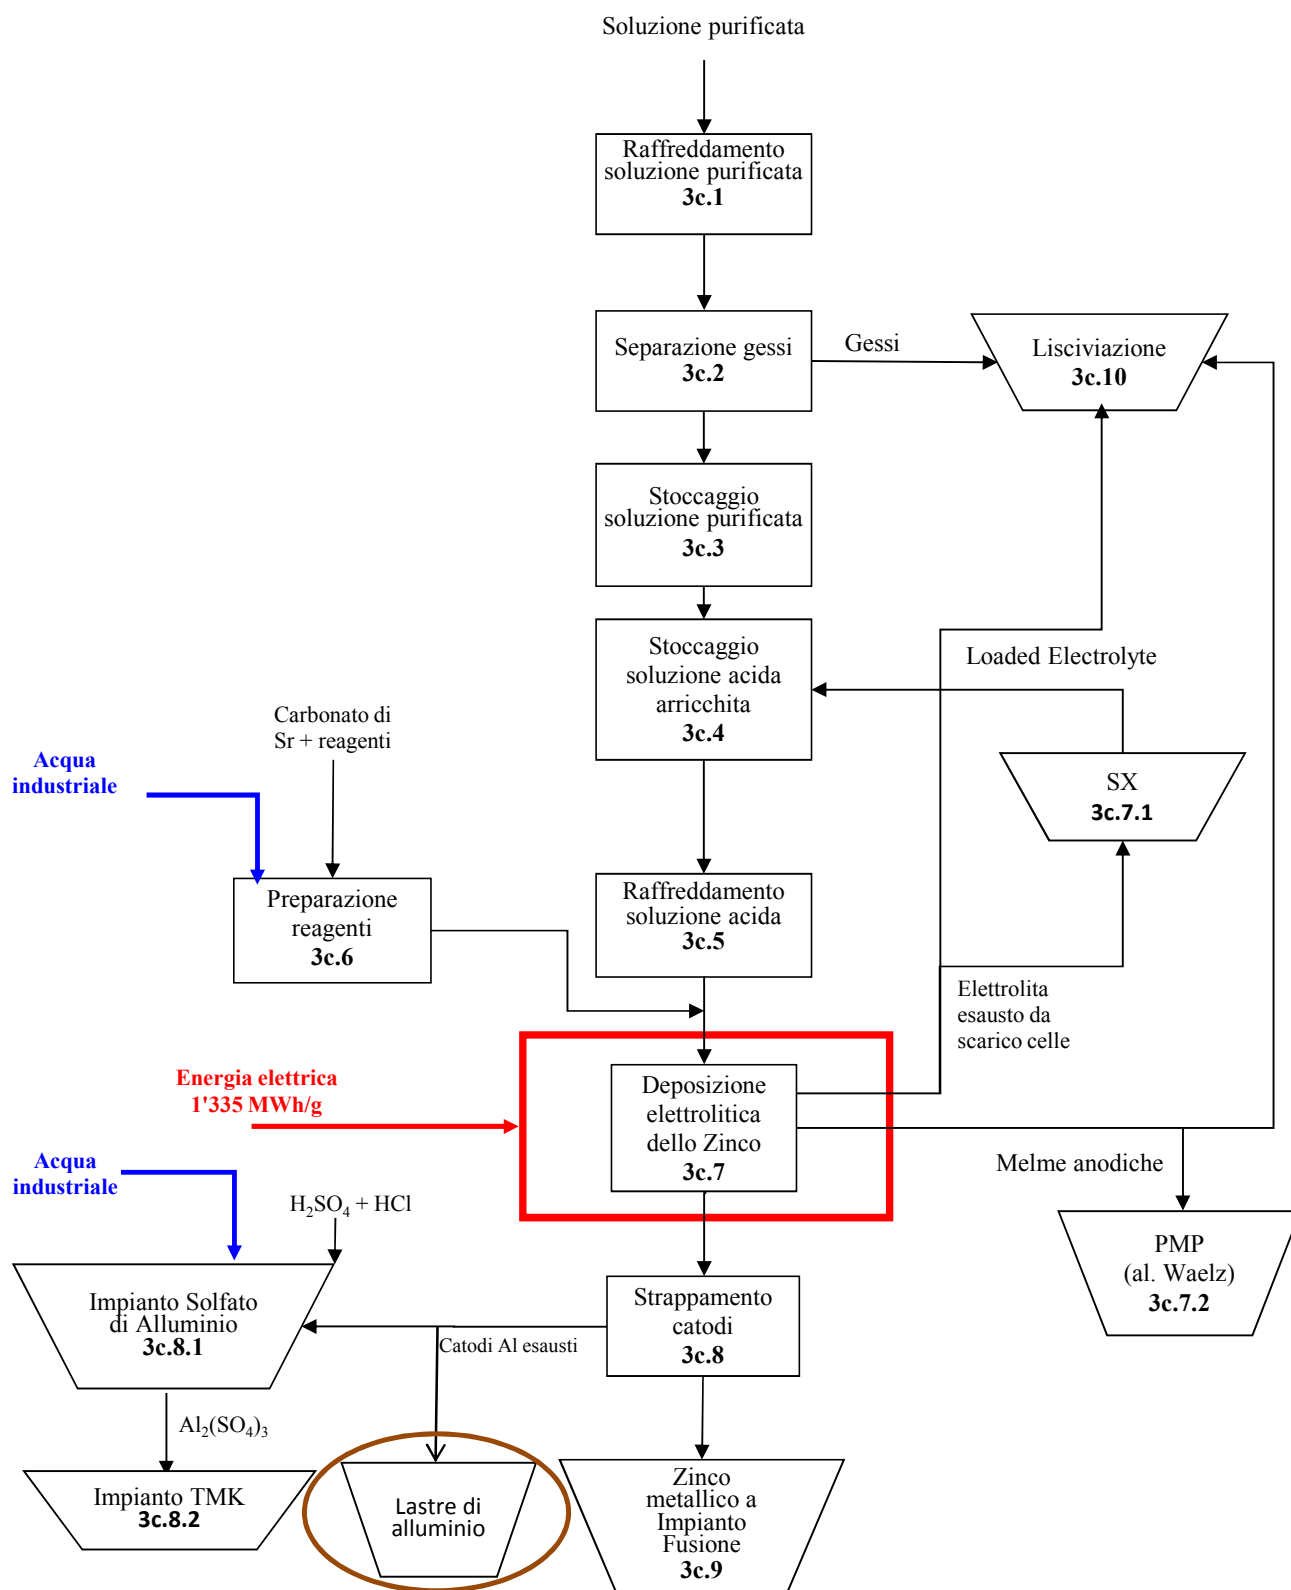 Soluzione purificata
Raffreddamento
soluzione purificata
3c.1
Separazione gessi
3c.2
Gessi
Lisciviazione
3c.10
Stoccaggio
soluzione purificata
3c.3
Stoccaggio
soluzione acida
arricchita
3c.4
Loaded Electrolyte
Carbonato di
Sr + reagenti
Acqua
industriale
SX
3c.7.1
Preparazione
reagenti
3c.6
Raffreddamento
soluzione acida
3c.5
Elettrolita
esausto da
scarico celle
Energia elettrica
1'335 MWh/g
Deposizione
elettrolitica
dello Zinco
3c.7
Melme anodiche
Acqua
industriale
H₂SO₄ + HCl
PMP
(al. Waelz)
3c.7.2
Impianto Solfato
di Alluminio
3c.8.1
Catodi Al esausti
Strappamento
catodi
3c.8
Al₂(SO₄)₃
Impianto TMK
3c.8.2
Lastre di
alluminio
Zinco
metallico a
Impianto
Fusione
3c.9